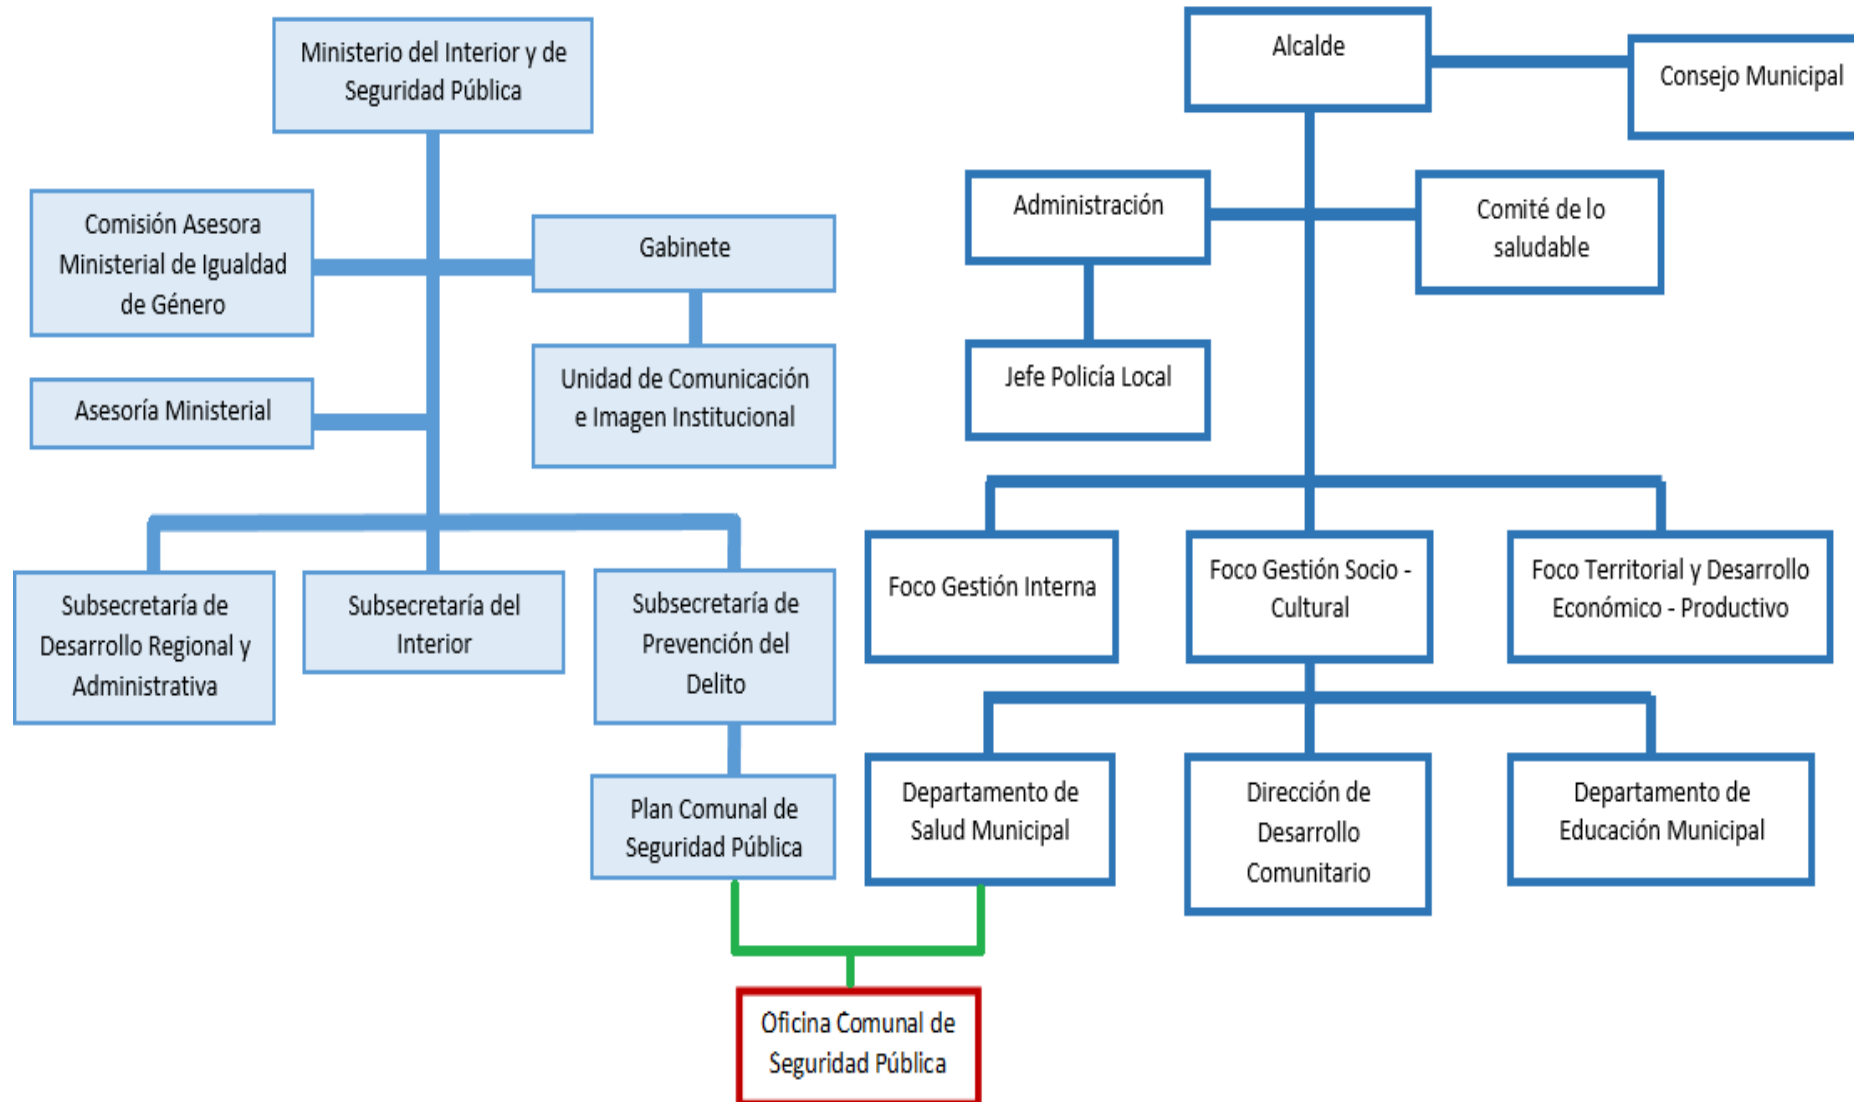 Ministerio del Interior y de
Seguridad Pública
Comisión Asesora
Ministerial de Igualdad
de Género
Gabinete
Unidad de Comunicación
e Imagen Institucional
Asesoría Ministerial
Subsecretaría de
Desarrollo Regional y
Administrativa
Subsecretaría del
Interior
Subsecretaría de
Prevención del
Delito
Plan Comunal de
Seguridad Pública
Alcalde
Consejo Municipal
Administración
Comité de lo
saludable
Jefe Policía Local
Foco Gestión Interna
Foco Gestión Socio -
Cultural
Foco Territorial y Desarrollo
Económico - Productivo
Departamento de
Salud Municipal
Dirección de
Desarrollo
Comunitario
Departamento de
Educación Municipal
Oficina Comunal de
Seguridad Pública